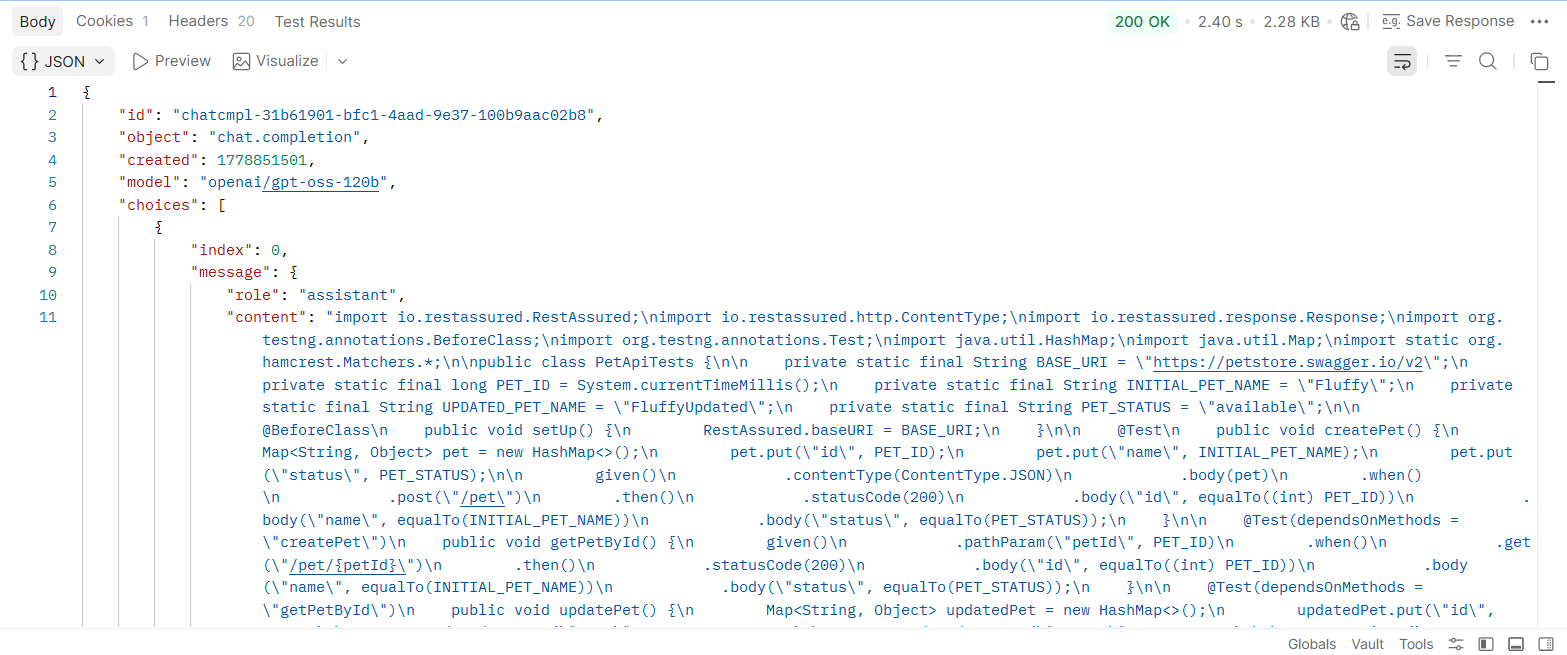 Body Cookies 1 Headers 20 Test Results 200 OK • 2.40 s • 2.28 KB • e.g. Save Response •••
{} JSON Preview Visualize
1 {
2 "id": "chatcmpl-31b61901-bfc1-4aad-9e37-100b9aac02b8",
3 "object": "chat.completion",
4 "created": 1778851501,
5 "model": "openai/gpt-oss-120b",
6 "choices": [
7 {
8 "index": 0,
9 "message": {
10 "role": "assistant",
11 "content": "import io.restassured.RestAssured;\nimport io.restassured.http.ContentType;\nimport io.restassured.response.Response;\nimport org.
testng.annotations.BeforeClass;\nimport org.testng.annotations.Test;\nimport java.util.HashMap;\nimport java.util.Map;\nimport static org.
hamcrest.Matchers.*;\n\npublic class PetApiTests {\n\n    private static final String BASE_URI = \"https://petstore.swagger.io/v2\";\n
private static final long PET_ID = System.currentTimeMillis();\n    private static final String INITIAL_PET_NAME = \"Fluffy\";\n    private
static final String UPDATED_PET_NAME = \"FluffyUpdated\";\n    private static final String PET_STATUS = \"available\";\n\n
@BeforeClass\n    public void setUp() {\n        RestAssured.baseURI = BASE_URI;\n    }\n\n    @Test\n    public void createPet() {\n
Map<String, Object> pet = new HashMap<>();\n        pet.put(\"id\", PET_ID);\n        pet.put(\"name\", INITIAL_PET_NAME);\n        pet.put
(\"status\", PET_STATUS);\n\n        given()\n            .contentType(ContentType.JSON)\n            .body(pet)\n        .when()
\n            .post(\"/pet\")\n        .then()\n            .statusCode(200)\n            .body(\"id\", equalTo((int) PET_ID))\n            .
body(\"name\", equalTo(INITIAL_PET_NAME))\n            .body(\"status\", equalTo(PET_STATUS));\n    }\n\n    @Test(dependsOnMethods =
\"createPet\")\n    public void getPetById() {\n        given()\n            .pathParam(\"petId\", PET_ID)\n        .when()\n            .get
(\"/pet/{petId}\")\n        .then()\n            .statusCode(200)\n            .body(\"id\", equalTo((int) PET_ID))\n            .body
(\"name\", equalTo(INITIAL_PET_NAME))\n            .body(\"status\", equalTo(PET_STATUS));\n    }\n\n    @Test(dependsOnMethods =
\"getPetById\")\n    public void updatePet() {\n        Map<String, Object> updatedPet = new HashMap<>();\n        updatedPet.put(\"id\",
Globals Vault Tools